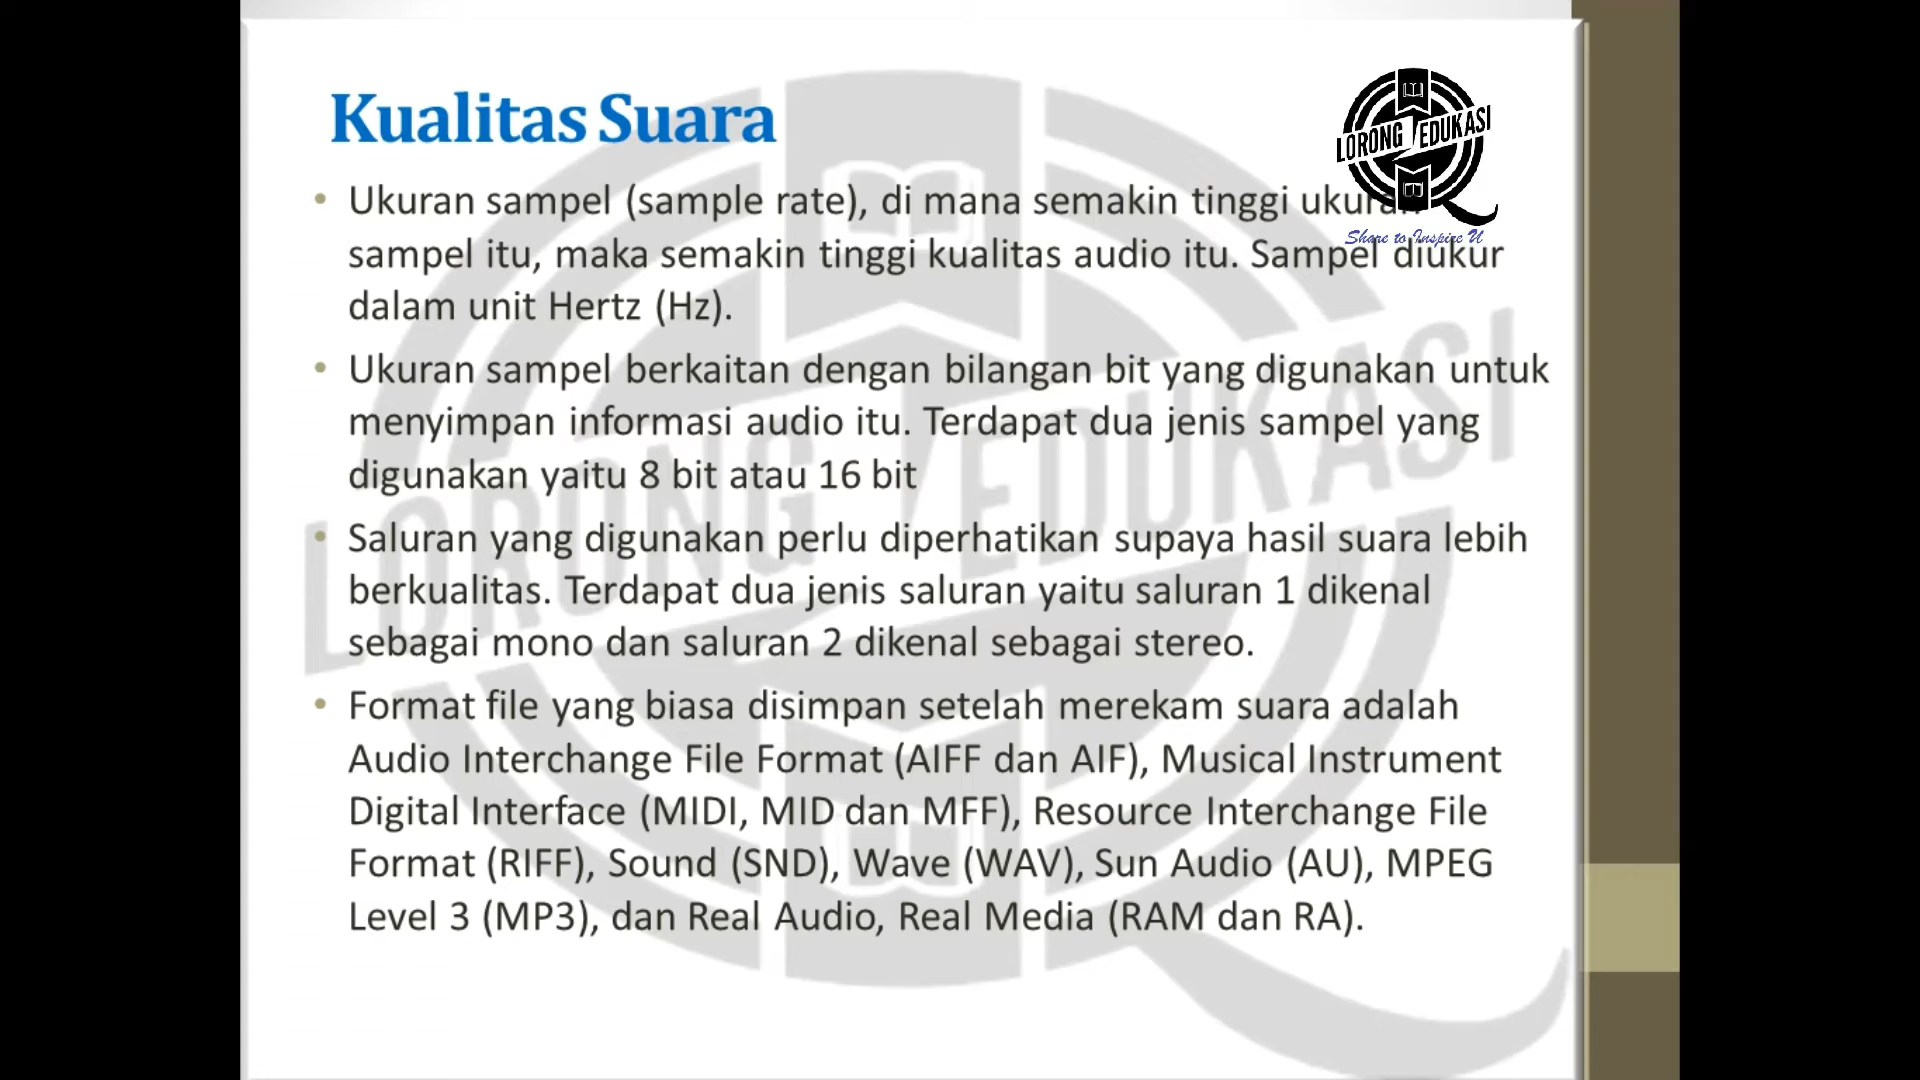 Kualitas Suara
LORONG EDUKASI
Share to Inspire U
• Ukuran sampel (sample rate), di mana semakin tinggi ukuran
sampel itu, maka semakin tinggi kualitas audio itu. Sampel diukur
dalam unit Hertz (Hz).
• Ukuran sampel berkaitan dengan bilangan bit yang digunakan untuk
menyimpan informasi audio itu. Terdapat dua jenis sampel yang
digunakan yaitu 8 bit atau 16 bit
• Saluran yang digunakan perlu diperhatikan supaya hasil suara lebih
berkualitas. Terdapat dua jenis saluran yaitu saluran 1 dikenal
sebagai mono dan saluran 2 dikenal sebagai stereo.
• Format file yang biasa disimpan setelah merekam suara adalah
Audio Interchange File Format (AIFF dan AIF), Musical Instrument
Digital Interface (MIDI, MID dan MFF), Resource Interchange File
Format (RIFF), Sound (SND), Wave (WAV), Sun Audio (AU), MPEG
Level 3 (MP3), dan Real Audio, Real Media (RAM dan RA).
LORONG EDUKASI